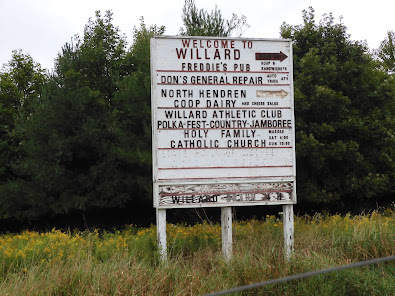 WELCOME TO
WILLARD
FREDDIE'S PUB SOUP & SANDWICHES
DON'S GENERAL REPAIR AUTO TRUCK ATV
NORTH HENDREN
COOP DAIRY AND CHEESE SALES
WILLARD ATHLETIC CLUB
POLKA-FEST-COUNTRY-JAMBOREE
HOLY FAMILY MASSES
CATHOLIC CHURCH SAT 4:00
SUN 10:30
WILLARD